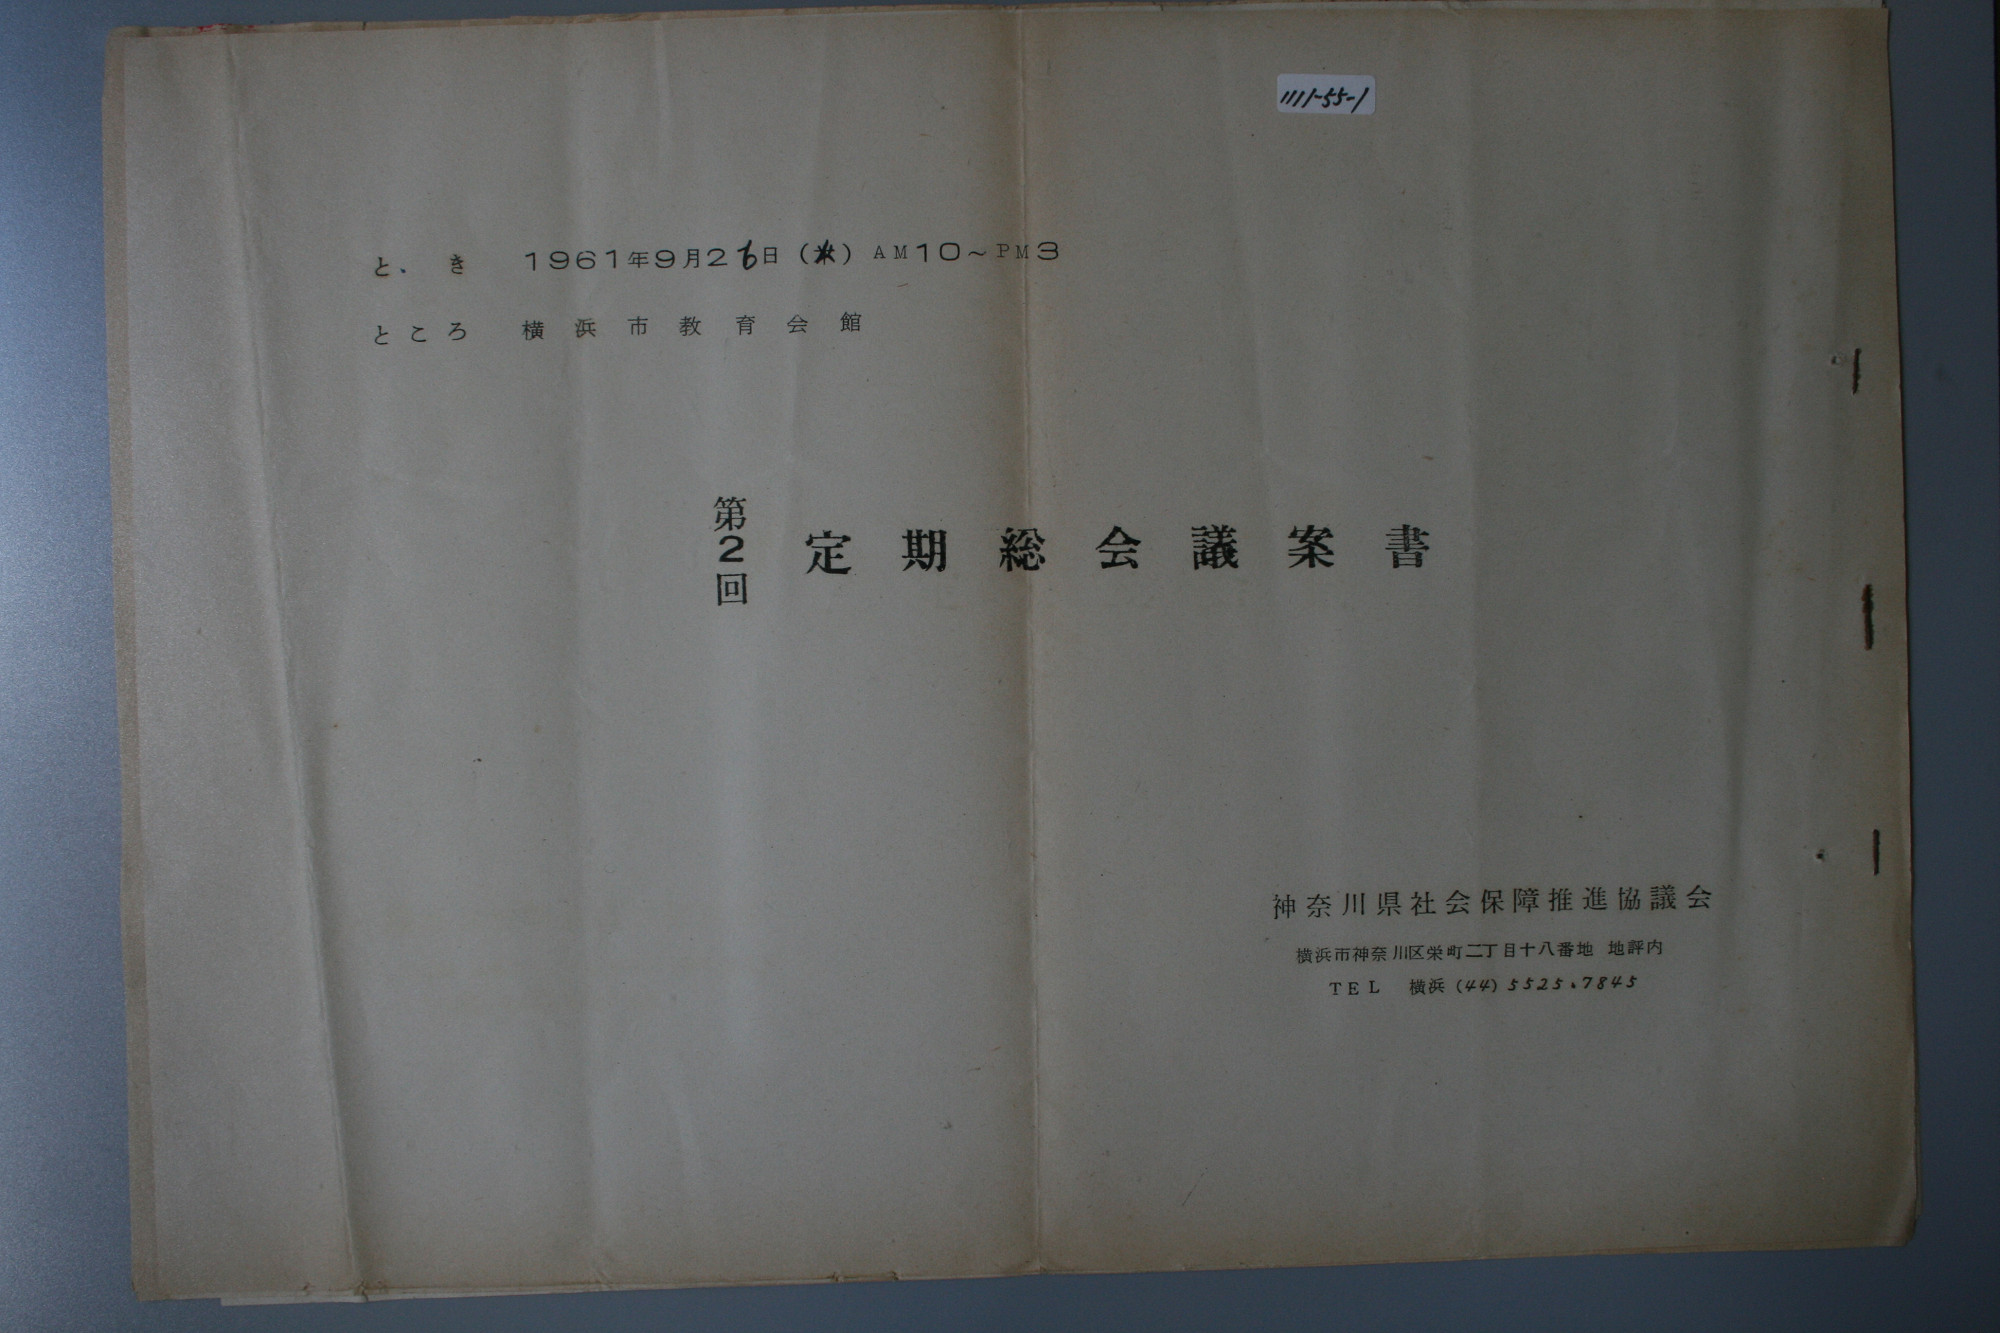 1111-55-1
とき 1961年9月26日() AM10～PM3
ところ 横浜市教育会館
第2回 定期総会議案書
神奈川県社会保障推進協議会
横浜市神奈川区栄町二丁目十八番地 地評内
TEL 横浜(44)5525.7845